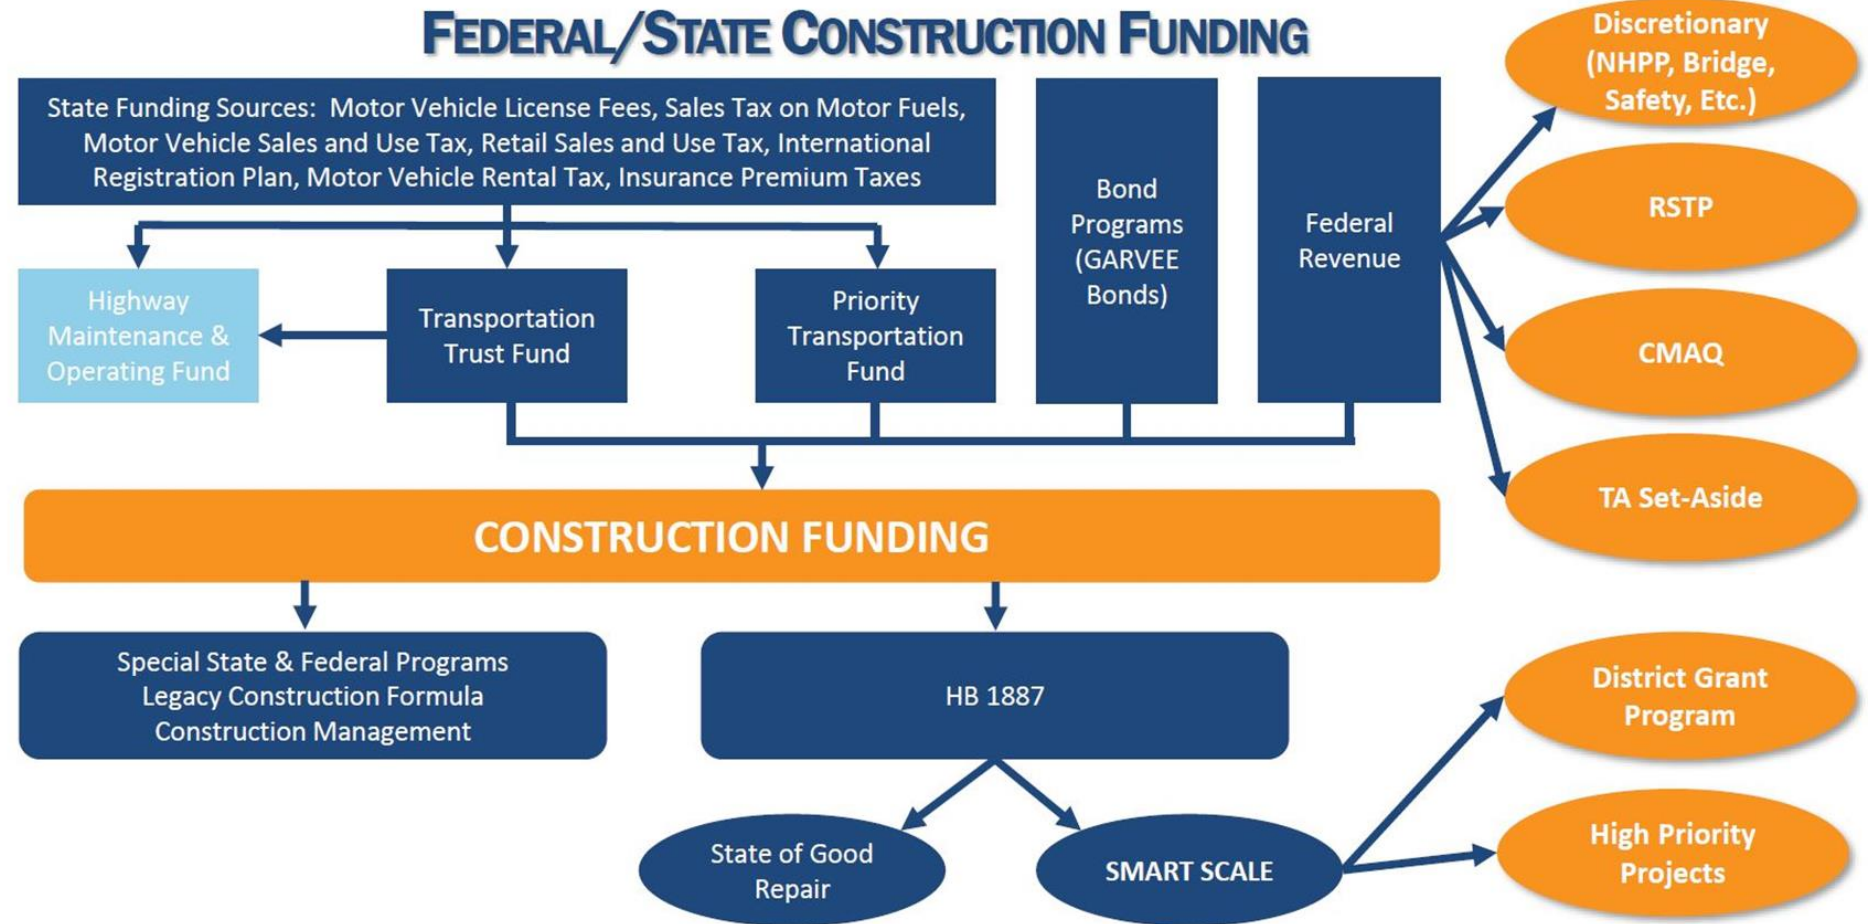 FEDERAL/STATE CONSTRUCTION FUNDING
State Funding Sources: Motor Vehicle License Fees, Sales Tax on Motor Fuels,
Motor Vehicle Sales and Use Tax, Retail Sales and Use Tax, International
Registration Plan, Motor Vehicle Rental Tax, Insurance Premium Taxes
Highway
Maintenance &
Operating Fund
Transportation
Trust Fund
Priority
Transportation
Fund
Bond
Programs
(GARVEE
Bonds)
Federal
Revenue
Discretionary
(NHPP, Bridge,
Safety, Etc.)
RSTP
CMAQ
TA Set-Aside
CONSTRUCTION FUNDING
Special State & Federal Programs
Legacy Construction Formula
Construction Management
HB 1887
State of Good
Repair
SMART SCALE
District Grant
Program
High Priority
Projects